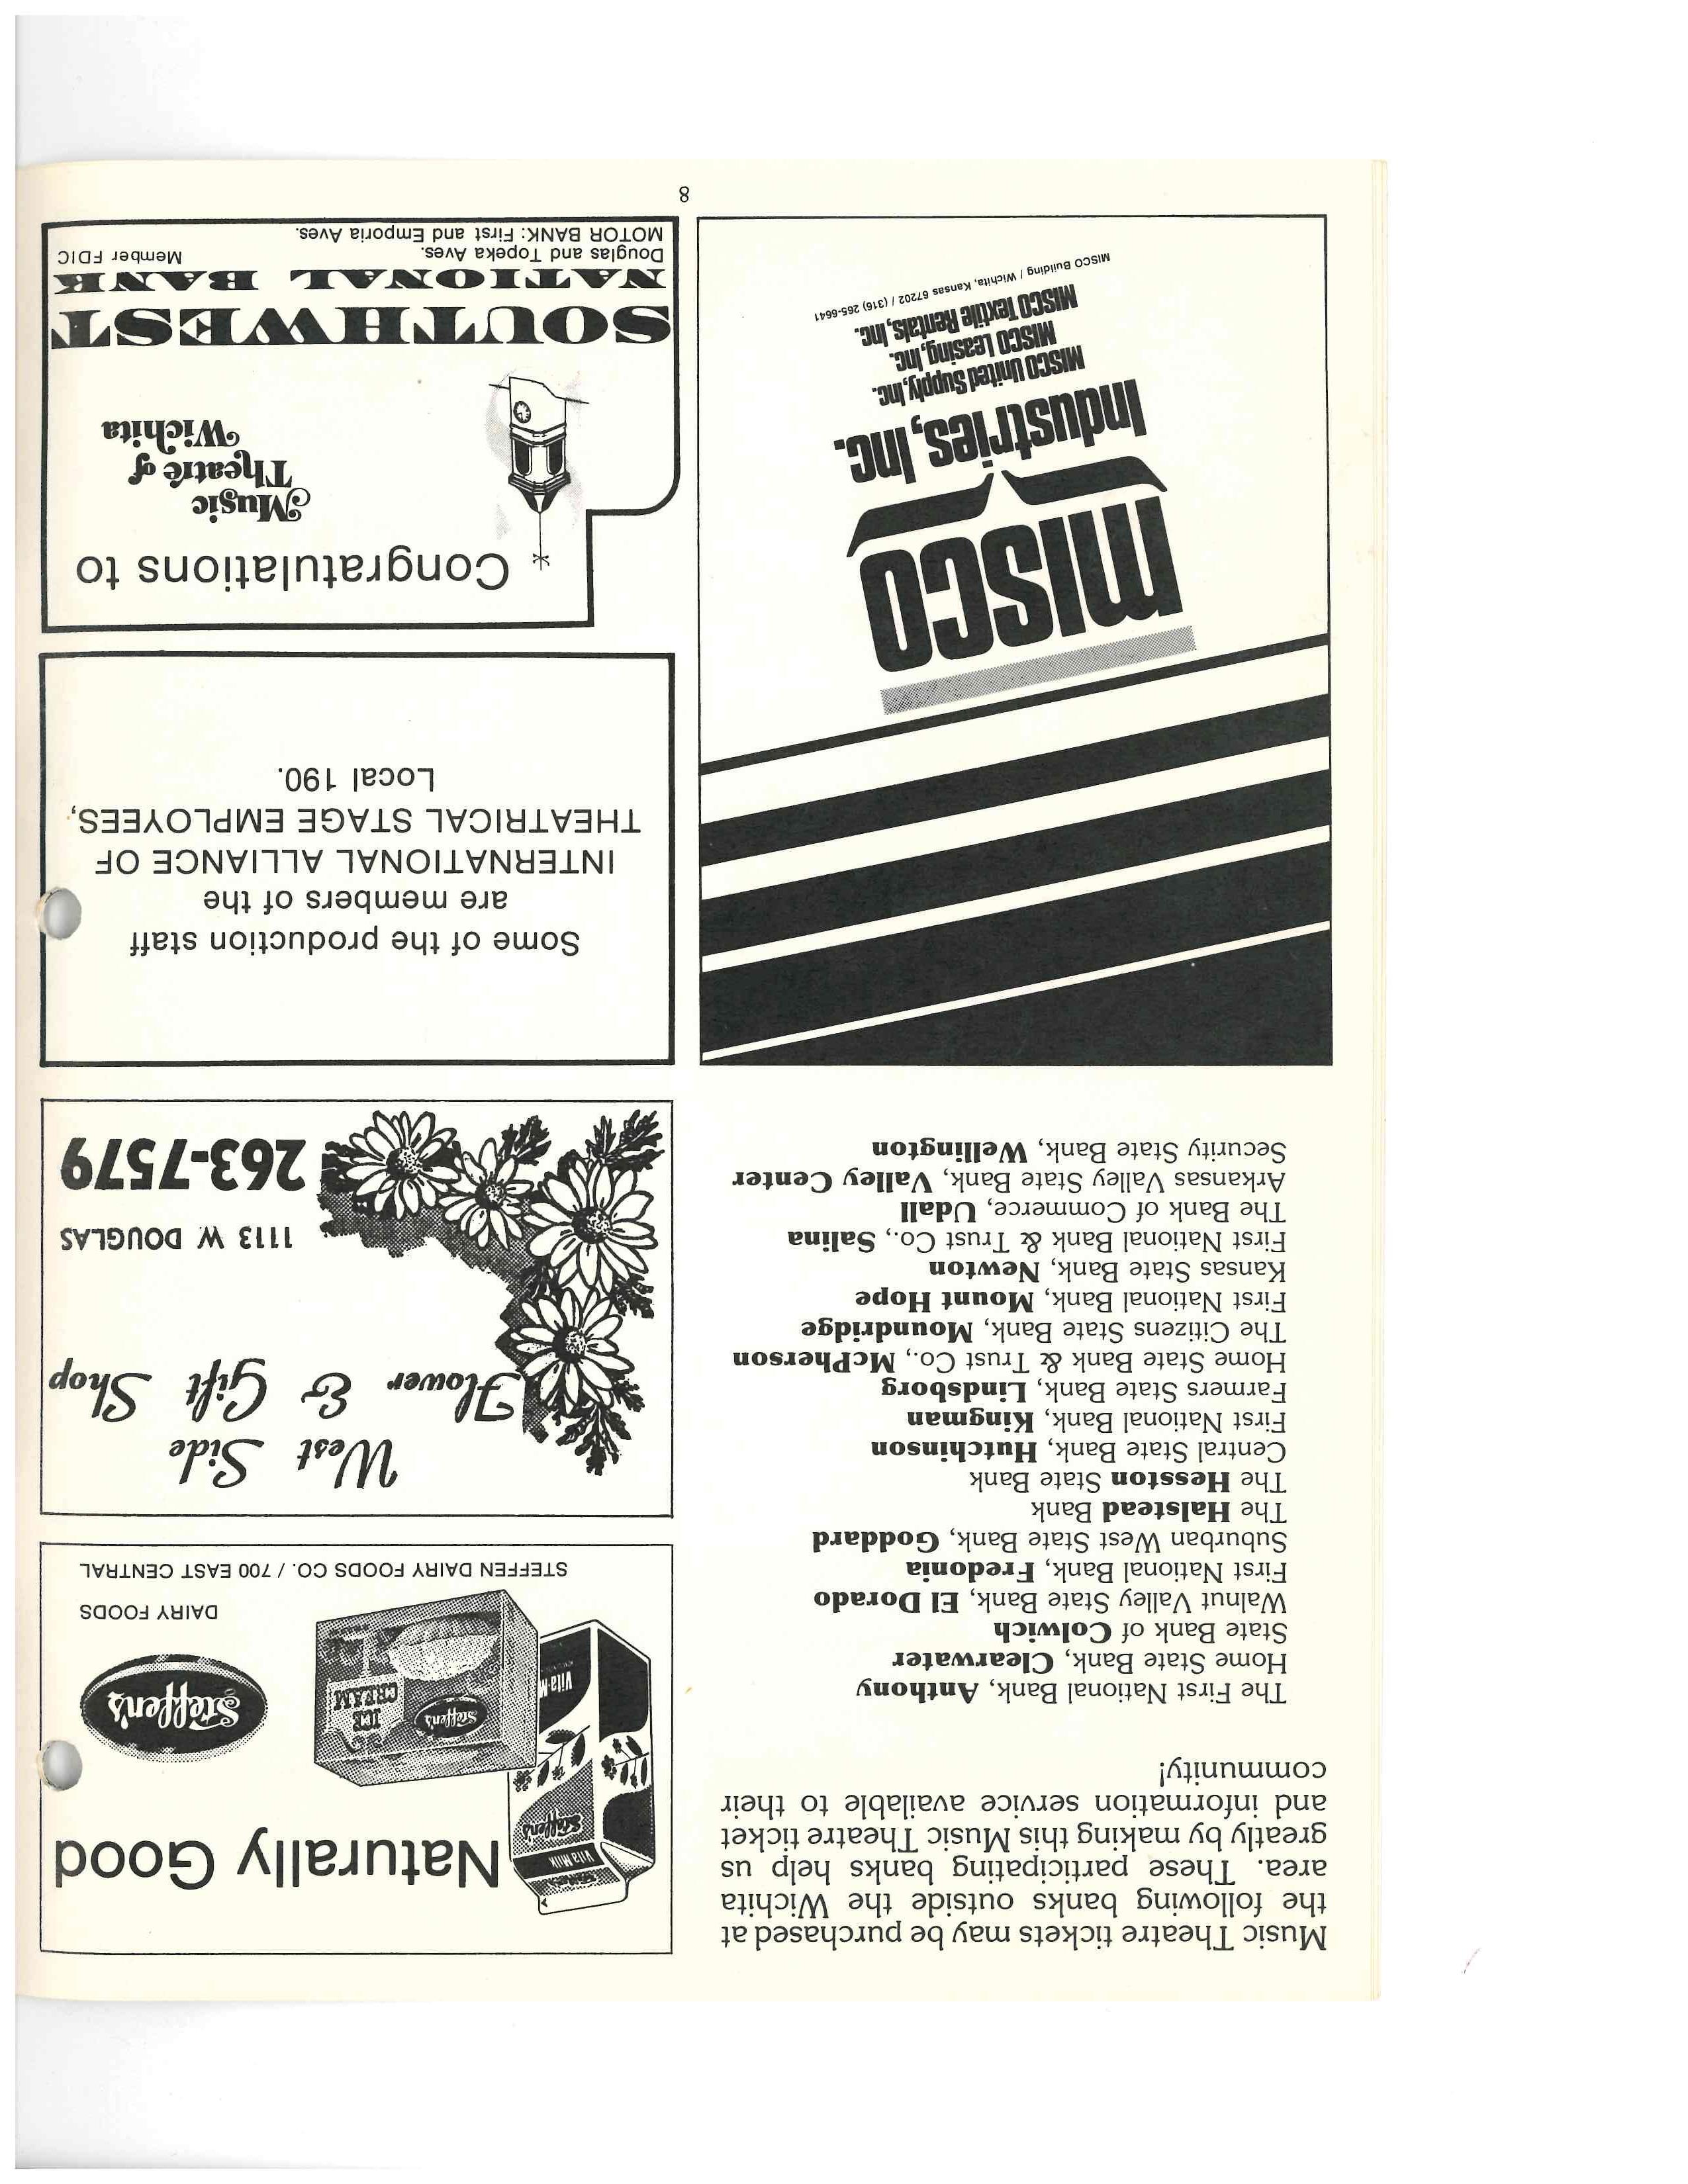 Music Theatre tickets may be purchased at
the following banks outside the Wichita
area. These participating banks help us
greatly by making this Music Theatre ticket
and information service available to their
community!
The First National Bank, Anthony
Home State Bank, Clearwater
State Bank of Colwich
Walnut Valley State Bank, El Dorado
First National Bank, Fredonia
Suburban West State Bank, Goddard
The Halstead Bank
The Hesston State Bank
Central State Bank, Hutchinson
First National Bank, Kingman
Farmers State Bank, Lindsborg
Home State Bank & Trust Co., McPherson
The Citizens State Bank, Moundridge
First National Bank, Mount Hope
Kansas State Bank, Newton
First National Bank & Trust Co., Salina
The Bank of Commerce, Udall
Arkansas Valley State Bank, Valley Center
Security State Bank, Wellington
MISCO
Industries, Inc.
MISCO United Supply, Inc.
MISCO Leasing, Inc.
MISCO Textile Rentals, Inc.
MISCO Building / Wichita, Kansas 67202 / (316) 265-6641
Naturally Good
Vita Milk
Steffen's
Vita-M
Steffen's
ICE
CREAM
Steffen's
DAIRY FOODS
STEFFEN DAIRY FOODS CO. / 700 EAST CENTRAL
West Side
Flower & Gift Shop
1113 W DOUGLAS
263-7579
Some of the production staff
are members of the
INTERNATIONAL ALLIANCE OF
THEATRICAL STAGE EMPLOYEES,
Local 190.
Congratulations to
Music
Theatre of
Wichita
SOUTHWEST
NATIONAL BANK
Douglas and Topeka Aves. Member FDIC
MOTOR BANK: First and Emporia Aves.
8